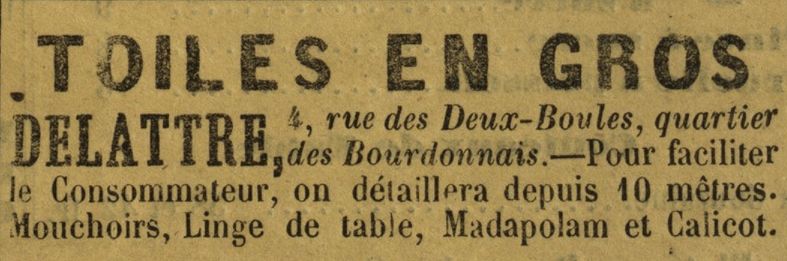 TOILES EN GROS
DELATTRE, 4, rue des Deux-Boules, quartier
des Bourdonnais.—Pour faciliter
le Consommateur, on détaillera depuis 10 mêtres.
Mouchoirs, Linge de table, Madapolam et Calicot.